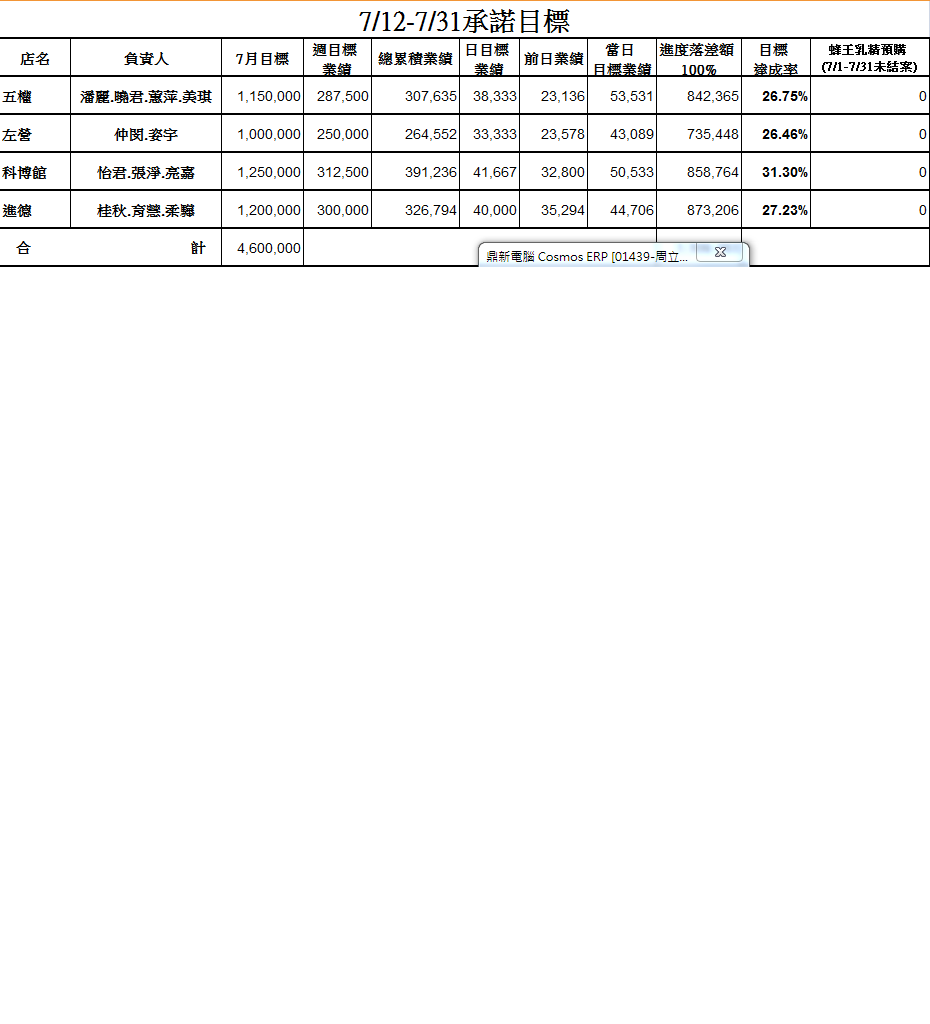 7/12-7/31承諾目標
店名 負責人 7月目標 週目標業績 總累積業績 日目標業績 前日業績 當日目標業績 進度落差額100% 目標達成率 蜂王乳精預購(7/1-7/31未結案)
五權 潘麗.曉君.蕙萍.美琪 1,150,000 287,500 307,635 38,333 23,136 53,531 842,365 26.75% 0
左營 仲閔.姿宇 1,000,000 250,000 264,552 33,333 23,578 43,089 735,448 26.46% 0
科博館 怡君.張淨.亮嘉 1,250,000 312,500 391,236 41,667 32,800 50,533 858,764 31.30% 0
進德 桂秋.育慧.柔 1,200,000 300,000 326,794 40,000 35,294 44,706 873,206 27.23% 0
合計 4,600,000
鼎新電腦 Cosmos ERP [01439-周立...